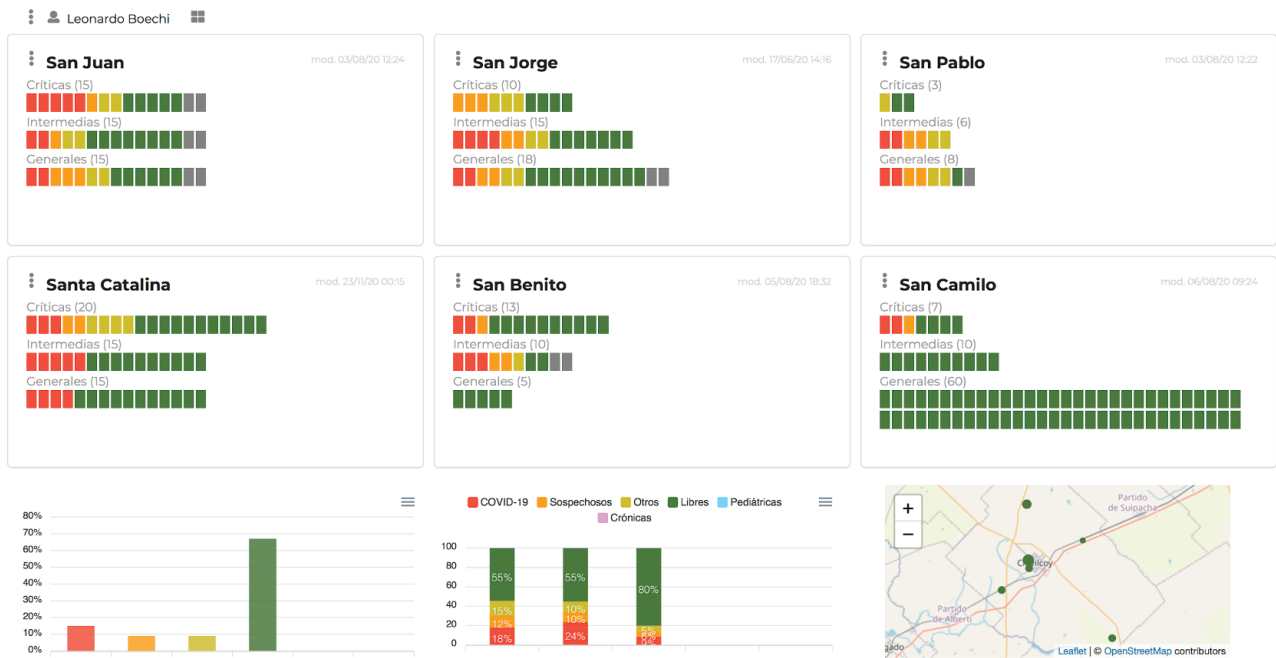 Leonardo Boechi
San Juan
mod. 03/08/20 12:24
Críticas (15)
Intermedias (15)
Generales (15)
San Jorge
mod. 17/06/20 14:16
Críticas (10)
Intermedias (15)
Generales (18)
San Pablo
mod. 03/08/20 12:22
Críticas (3)
Intermedias (6)
Generales (8)
Santa Catalina
mod. 23/11/20 00:15
Críticas (20)
Intermedias (15)
Generales (15)
San Benito
mod. 05/08/20 18:32
Críticas (13)
Intermedias (10)
Generales (5)
San Camilo
mod. 06/08/20 09:24
Críticas (7)
Intermedias (10)
Generales (60)
80%
70%
60%
50%
40%
30%
20%
10%
0%
COVID-19 Sospechosos Otros Libres Pediátricas
Crónicas
100
80
60
40
20
0
55%
15%
12%
18%
55%
10%
10%
24%
80%
5%
+
−
Partido
de Suipacha
Partido
de Alberti
gado
Leaflet | © OpenStreetMap contributors